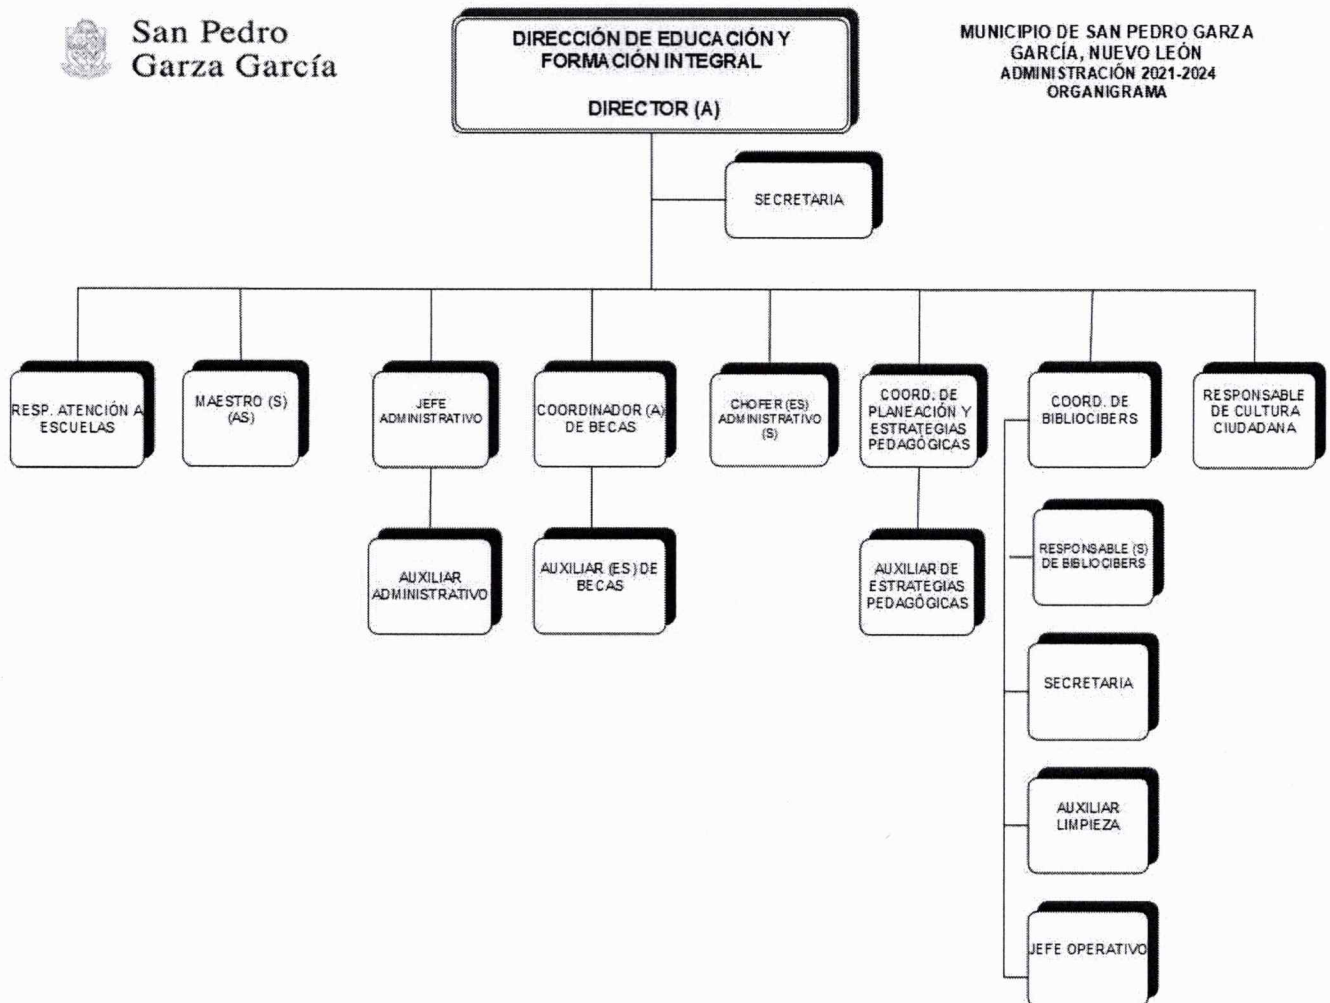 San Pedro
Garza García
DIRECCIÓN DE EDUCACIÓN Y
FORMACIÓN INTEGRAL
DIRECTOR (A)
MUNICIPIO DE SAN PEDRO GARZA
GARCÍA, NUEVO LEÓN
ADMINISTRACIÓN 2021-2024
ORGANIGRAMA
SECRETARIA
RESP. ATENCIÓN A
ESCUELAS
MAESTRO (S)
(AS)
JEFE
ADMINISTRATIVO
COORDINADOR (A)
DE BECAS
CHOFER (ES)
ADMINISTRATIVO
(S)
COORD. DE
PLANEACIÓN Y
ESTRATEGIAS
PEDAGÓGICAS
COORD. DE
BIBLIOCIBERS
RESPONSABLE
DE CULTURA
CIUDADANA
AUXILIAR
ADMINISTRATIVO
AUXILIAR (ES) DE
BECAS
AUXILIAR DE
ESTRATEGIAS
PEDAGÓGICAS
RESPONSABLE (S)
DE BIBLIOCIBERS
SECRETARIA
AUXILIAR
LIMPIEZA
JEFE OPERATIVO